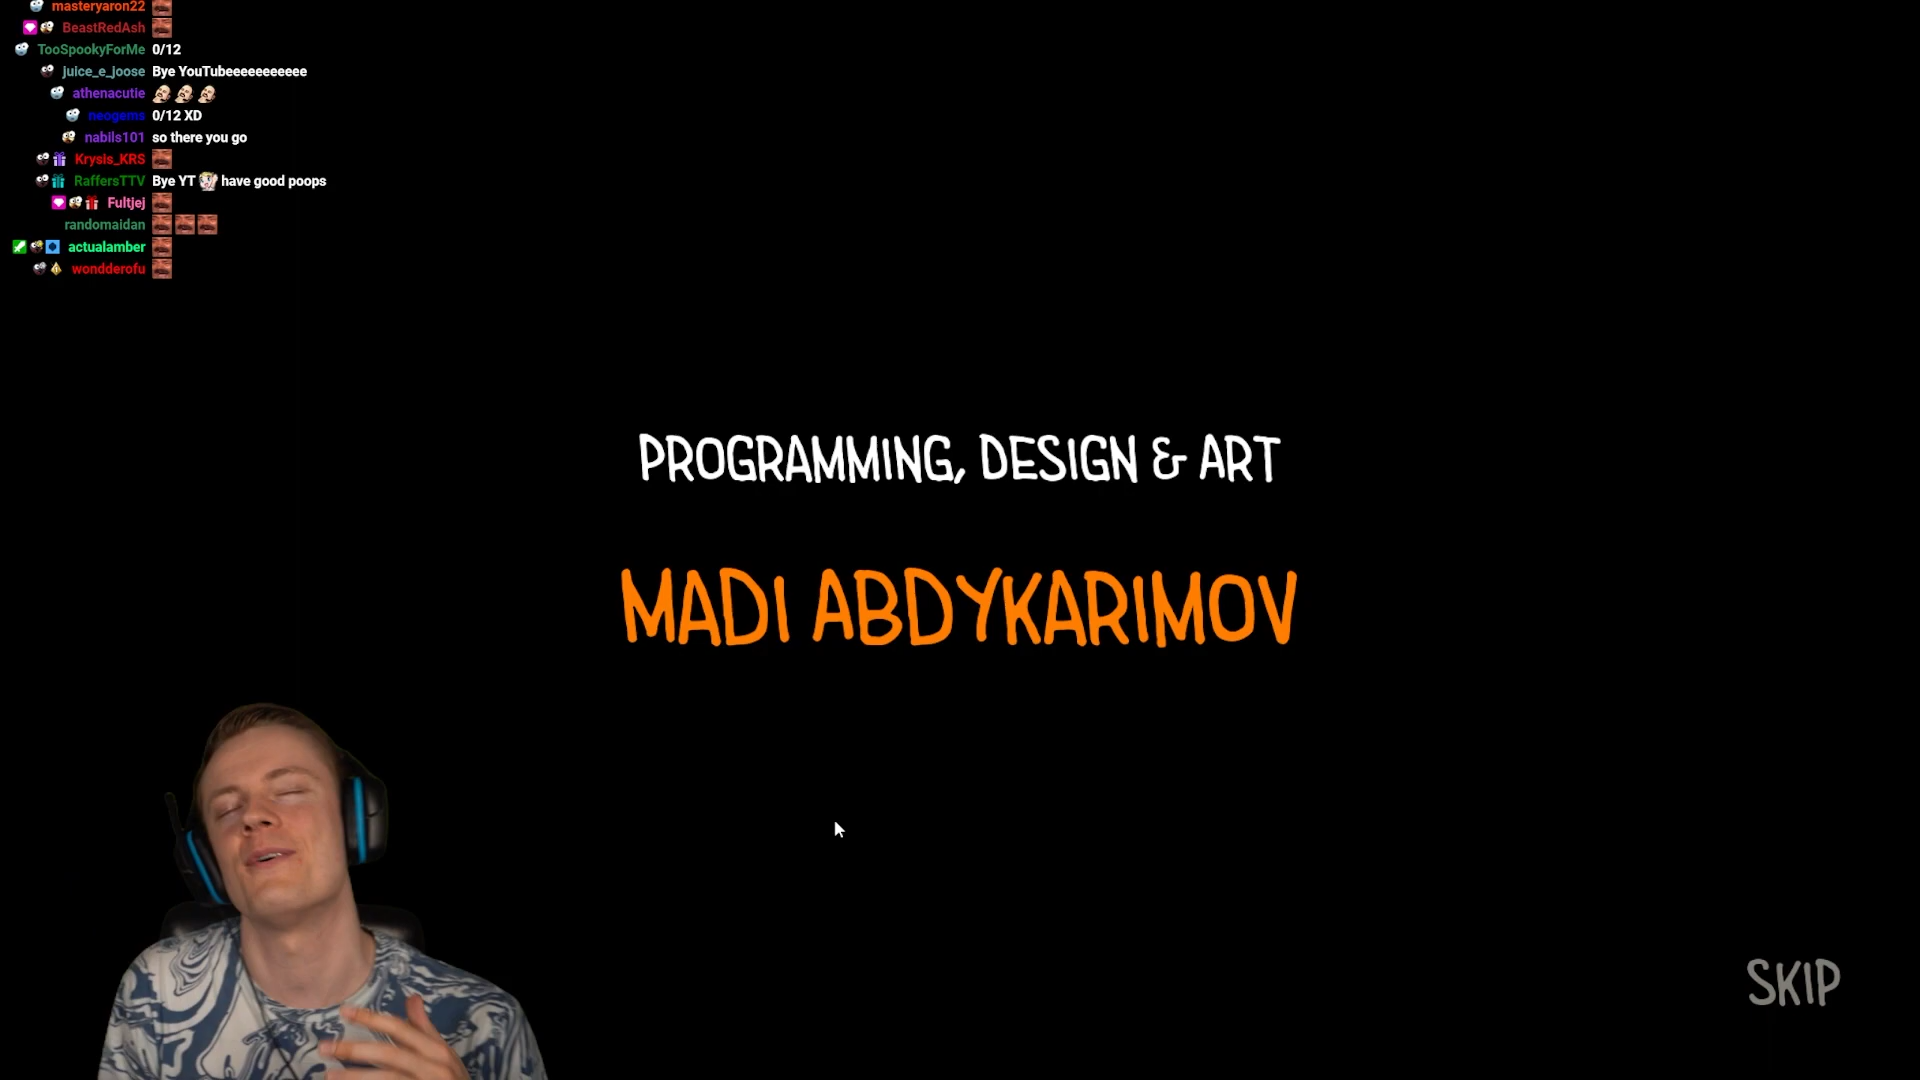 masteryaron22
BeastRedAsh
TooSpookyForMe 0/12
juice_e_joose Bye YouTubeeeeeeeeeee
athenacutie
neogems 0/12 XD
nabils101 so there you go
Krysis_KRS
RaffersTTV Bye YT have good poops
Fultjej
randomaidan
actualamber
wondderofu
PROGRAMMING, DESIGN & ART
MADI ABDYKARIMOV
SKIP